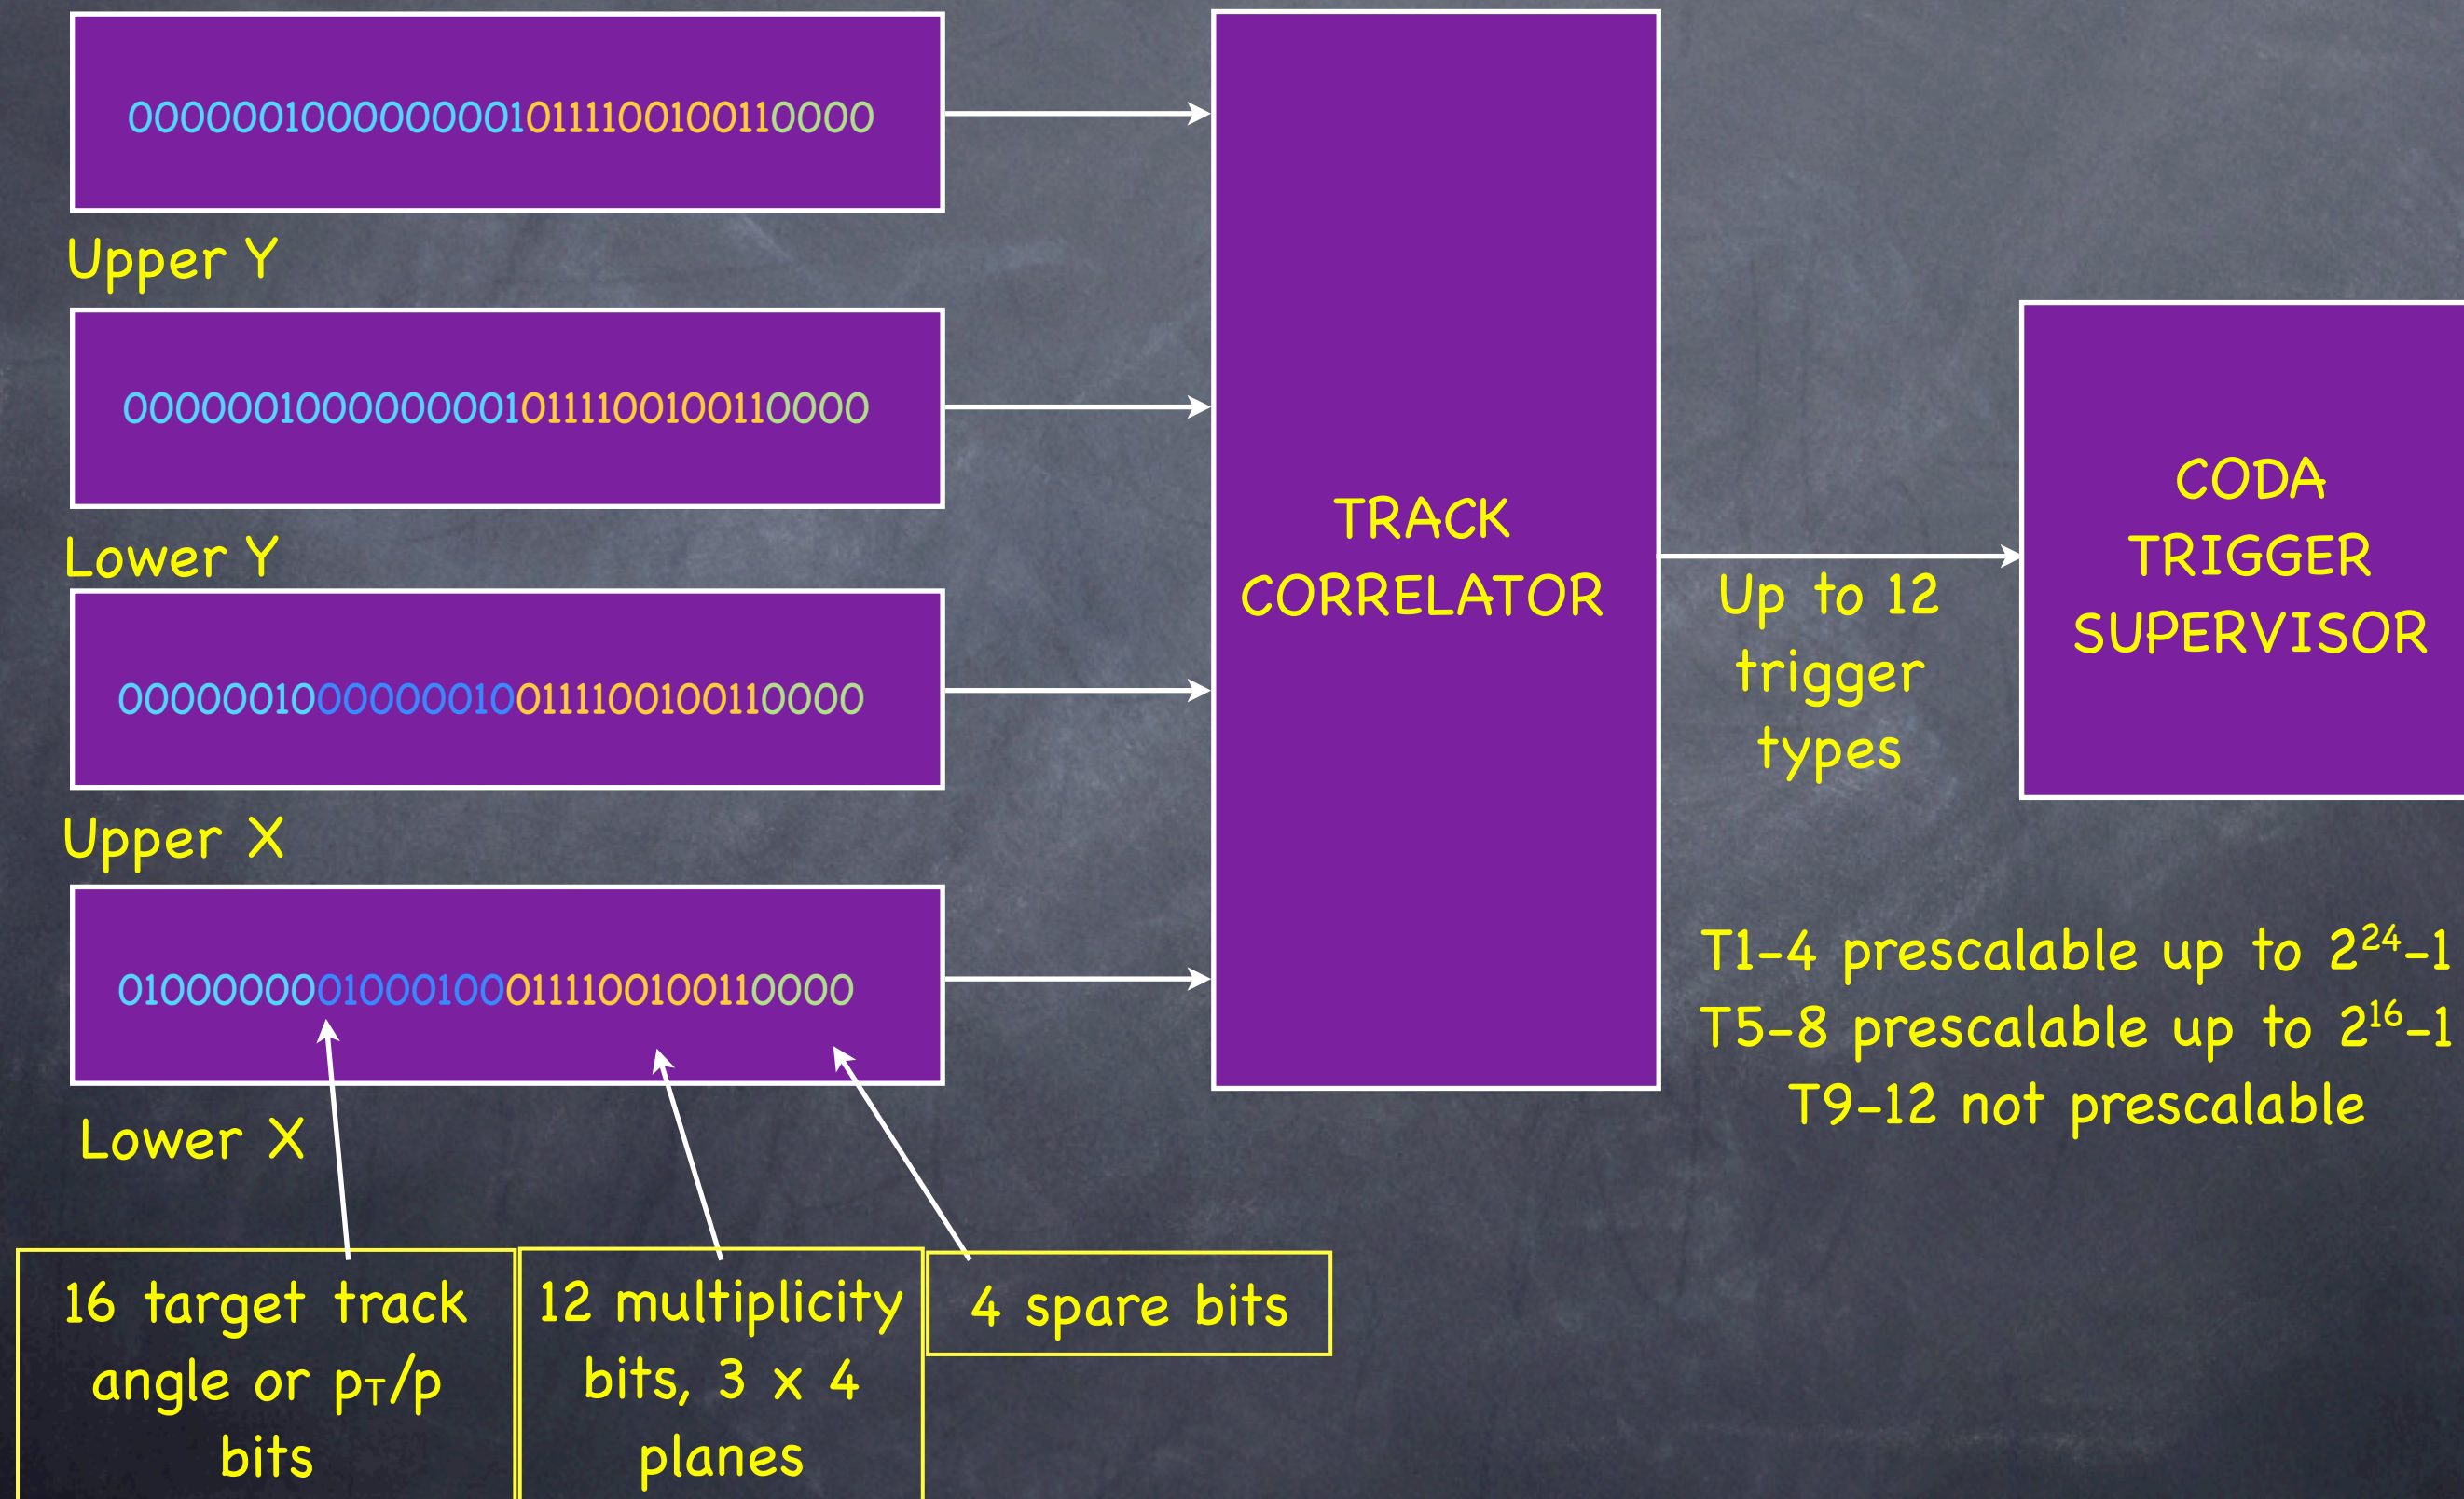 00000010000000010111100100110000
Upper Y
00000010000000010111100100110000
Lower Y
00000010000000100111100100110000
Upper X
01000000010001000111100100110000
Lower X
16 target track
angle or pT/p
bits
12 multiplicity
bits, 3 x 4
planes
4 spare bits
TRACK
CORRELATOR
Up to 12
trigger
types
CODA
TRIGGER
SUPERVISOR
T1-4 prescalable up to 2²⁴-1
T5-8 prescalable up to 2¹⁶-1
T9-12 not prescalable